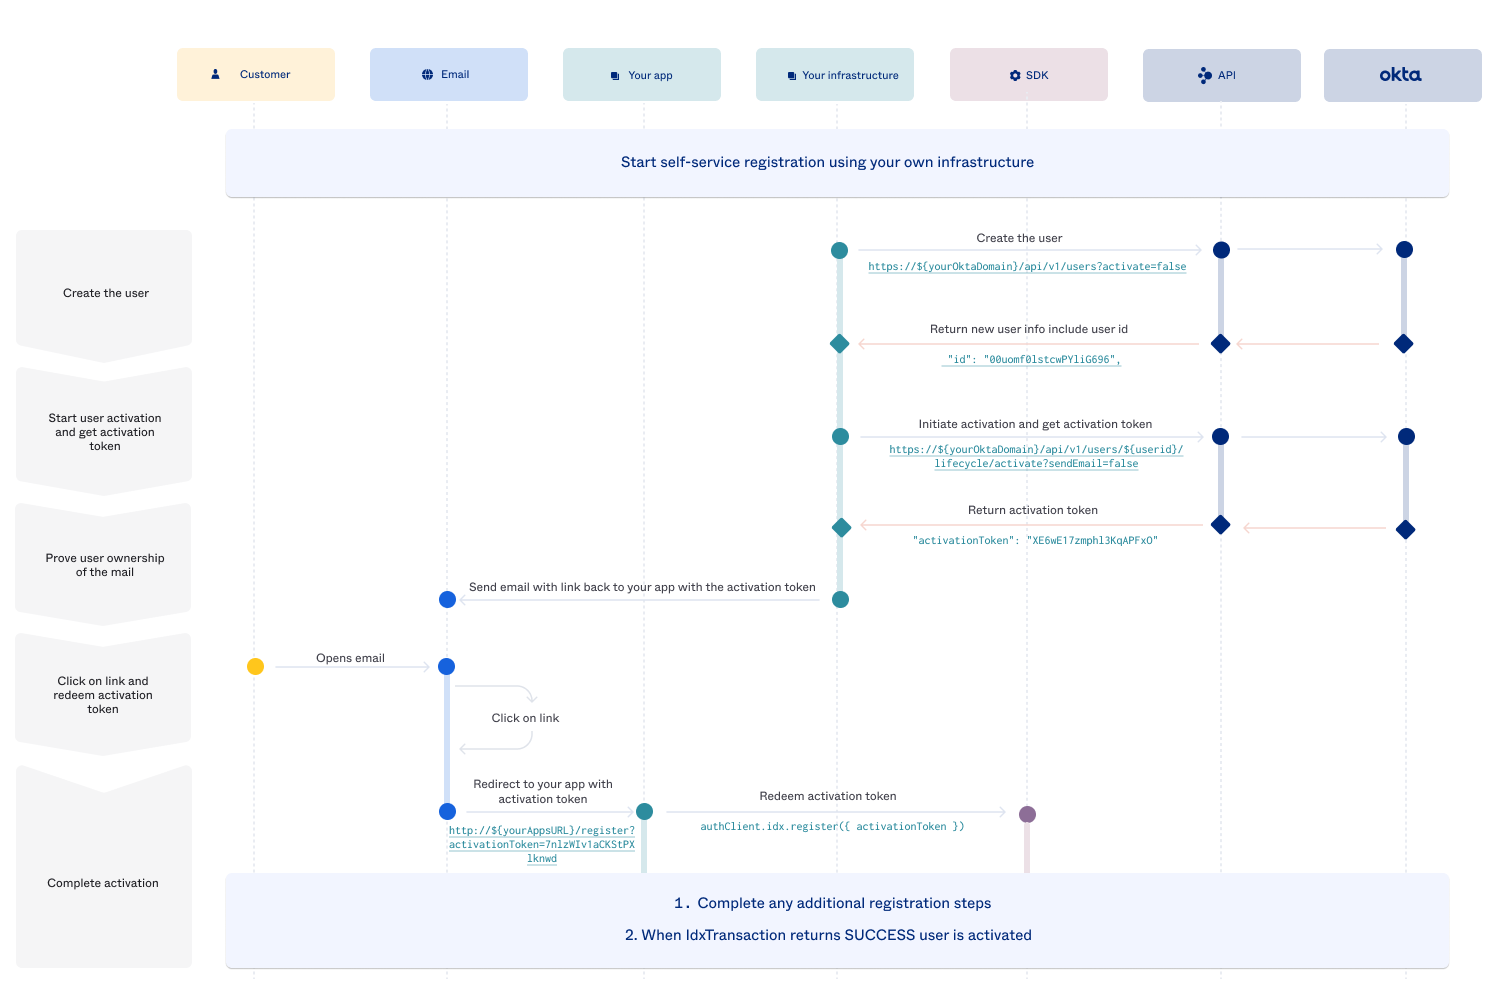 Customer
Email
Your app
Your infrastructure
SDK
API
okta
Start self-service registration using your own infrastructure
Create the user
Create the user
https://${yourOktaDomain}/api/v1/users?activate=false
Return new user info include user id
"id": "00uomf0lstcwPYliG696",
Start user activation
and get activation
token
Initiate activation and get activation token
https://${yourOktaDomain}/api/v1/users/${userid}/
lifecycle/activate?sendEmail=false
Return activation token
"activationToken": "XE6wE17zmphl3KqAPFxO"
Prove user ownership
of the mail
Send email with link back to your app with the activation token
Click on link and
redeem activation
token
Opens email
Click on link
Redirect to your app with
activation token
http://${yourAppsURL}/register?
activationToken=7nlzWIv1aCKStPX
lknwd
Redeem activation token
authClient.idx.register({ activationToken })
Complete activation
1. Complete any additional registration steps
2. When IdxTransaction returns SUCCESS user is activated